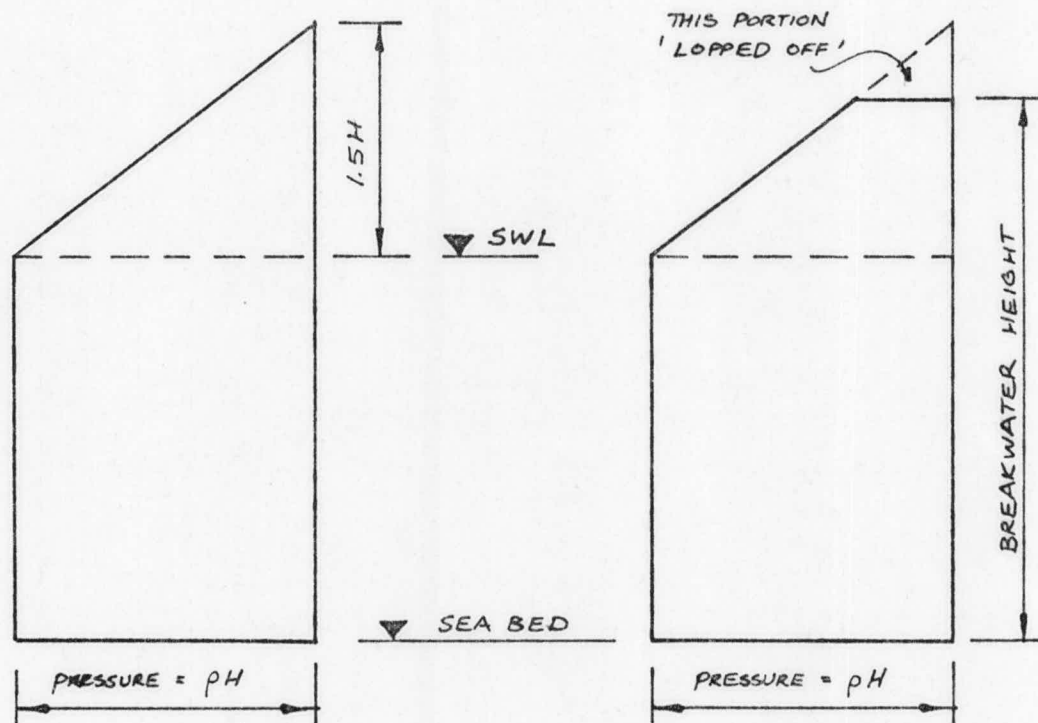 THIS PORTION
'LOPPED OFF'
1.5H
SWL
BREAKWATER HEIGHT
SEA BED
PRESSURE = ρH
PRESSURE = ρH